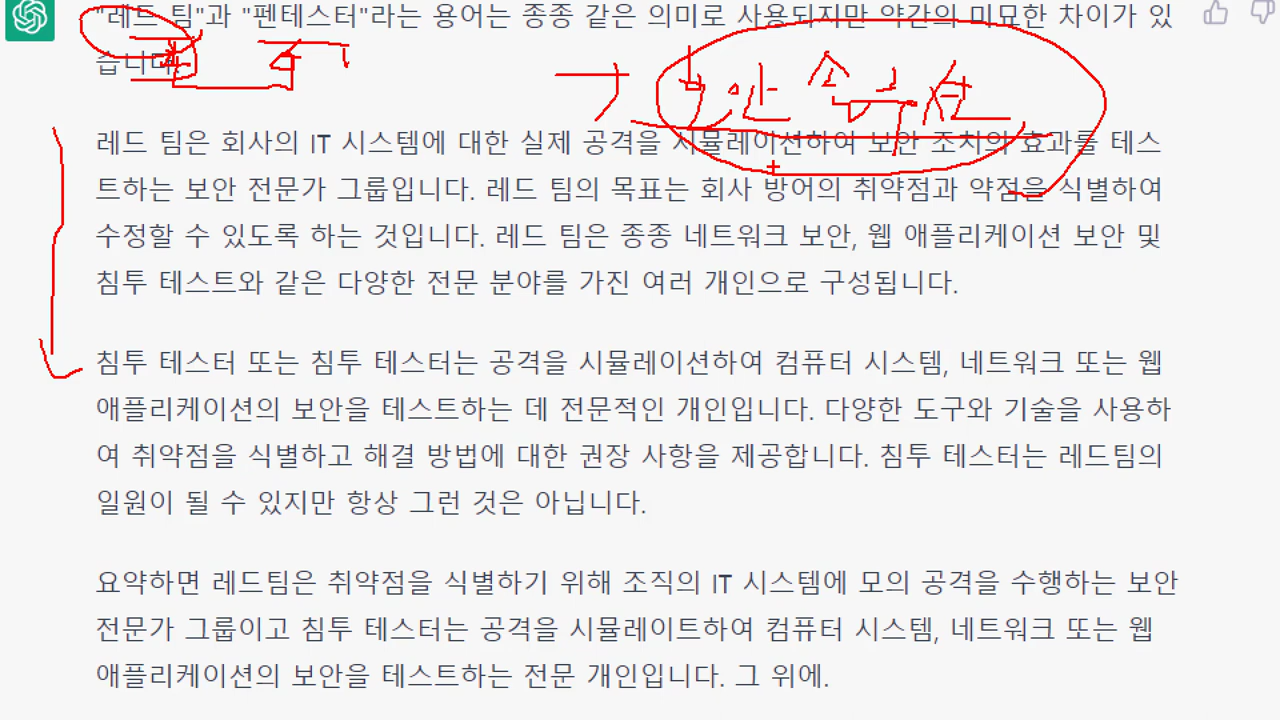 "레드 팀"과 "펜테스터"라는 용어는 종종 같은 의미로 사용되지만 약간의 미묘한 차이가 있
습니다.
보안 솔루션
레드 팀은 회사의 IT 시스템에 대한 실제 공격을 시뮬레이션하여 보안 조치의 효과를 테스
트하는 보안 전문가 그룹입니다. 레드 팀의 목표는 회사 방어의 취약점과 약점을 식별하여
수정할 수 있도록 하는 것입니다. 레드 팀은 종종 네트워크 보안, 웹 애플리케이션 보안 및
침투 테스트와 같은 다양한 전문 분야를 가진 여러 개인으로 구성됩니다.
침투 테스터 또는 침투 테스터는 공격을 시뮬레이션하여 컴퓨터 시스템, 네트워크 또는 웹
애플리케이션의 보안을 테스트하는 데 전문적인 개인입니다. 다양한 도구와 기술을 사용하
여 취약점을 식별하고 해결 방법에 대한 권장 사항을 제공합니다. 침투 테스터는 레드팀의
일원이 될 수 있지만 항상 그런 것은 아닙니다.
요약하면 레드팀은 취약점을 식별하기 위해 조직의 IT 시스템에 모의 공격을 수행하는 보안
전문가 그룹이고 침투 테스터는 공격을 시뮬레이트하여 컴퓨터 시스템, 네트워크 또는 웹
애플리케이션의 보안을 테스트하는 전문 개인입니다. 그 위에.